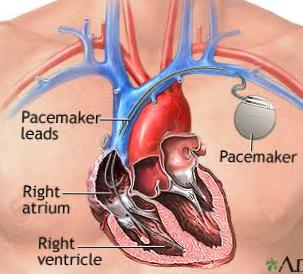 Pacemaker
leads
Pacemaker
Right
atrium
Right
ventricle